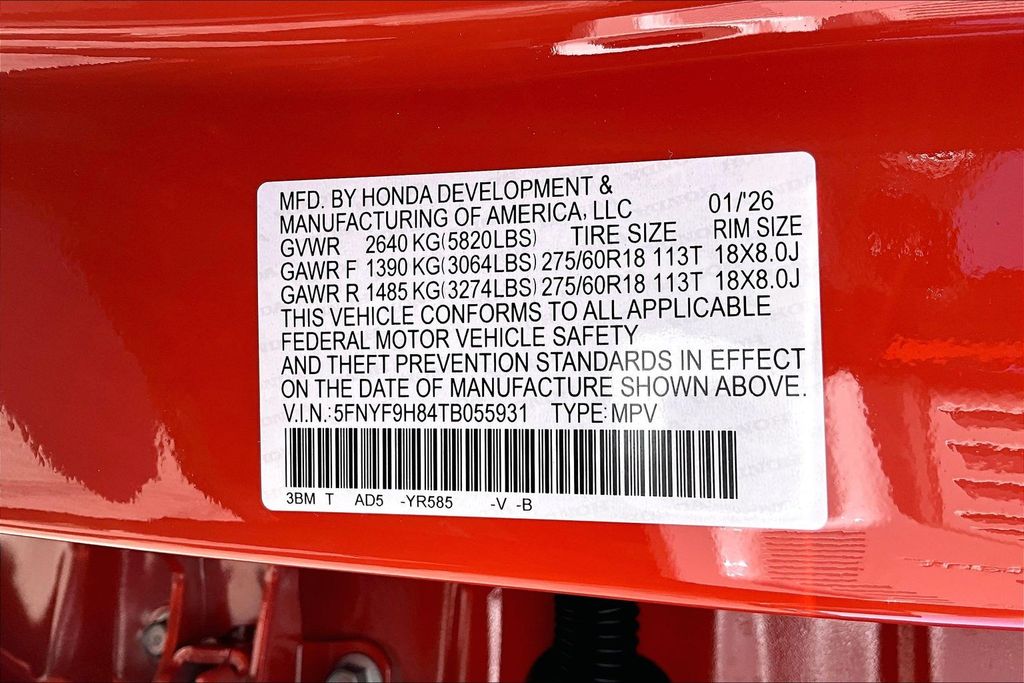 MFD. BY HONDA DEVELOPMENT &
MANUFACTURING OF AMERICA, LLC 01/'26
GVWR 2640 KG(5820LBS) TIRE SIZE RIM SIZE
GAWR F 1390 KG(3064LBS) 275/60R18 113T 18X8.0J
GAWR R 1485 KG(3274LBS) 275/60R18 113T 18X8.0J
THIS VEHICLE CONFORMS TO ALL APPLICABLE
FEDERAL MOTOR VEHICLE SAFETY
AND THEFT PREVENTION STANDARDS IN EFFECT
ON THE DATE OF MANUFACTURE SHOWN ABOVE.
V.I.N.:5FNYF9H84TB055931 TYPE:MPV
3BM T AD5 -YR585 -V -B